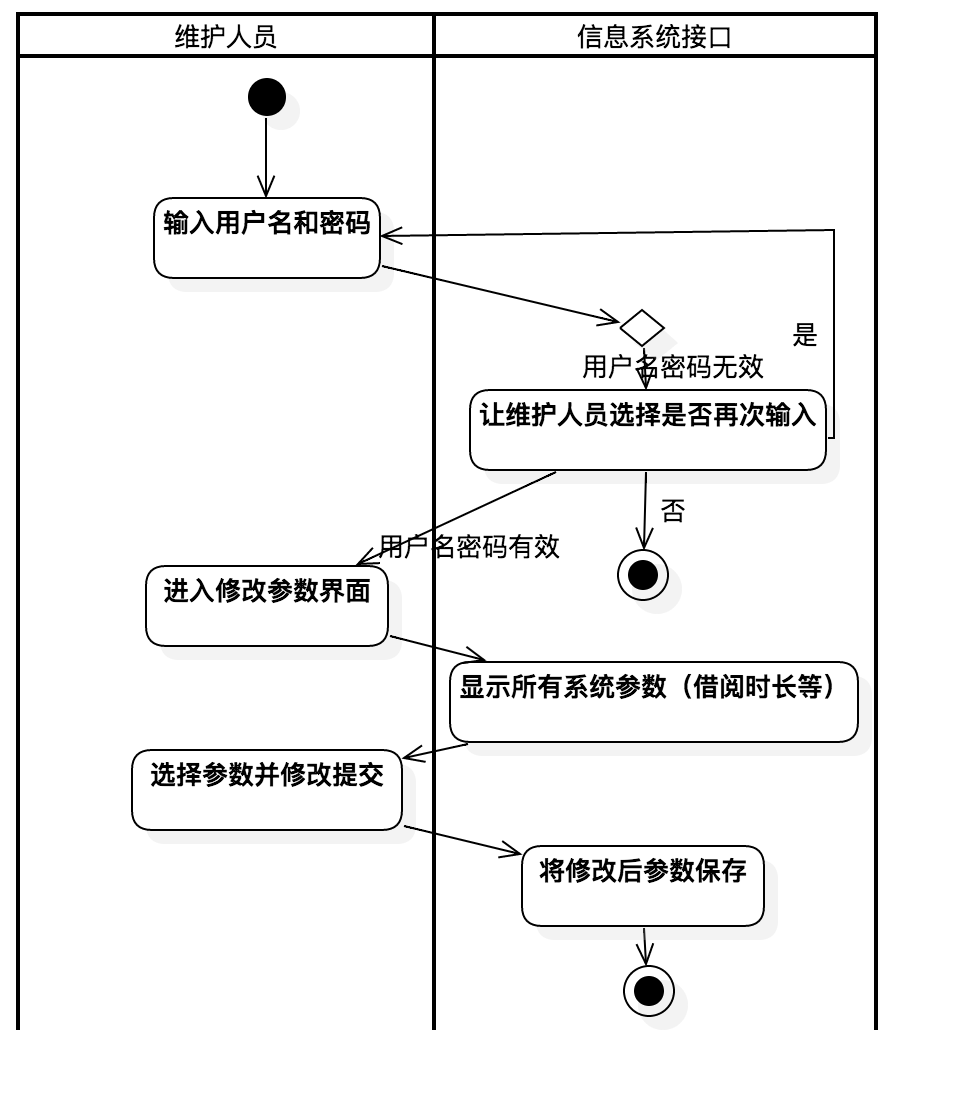 维护人员
信息系统接口
输入用户名和密码
是
用户名密码无效
让维护人员选择是否再次输入
否
用户名密码有效
进入修改参数界面
显示所有系统参数（借阅时长等）
选择参数并修改提交
将修改后参数保存